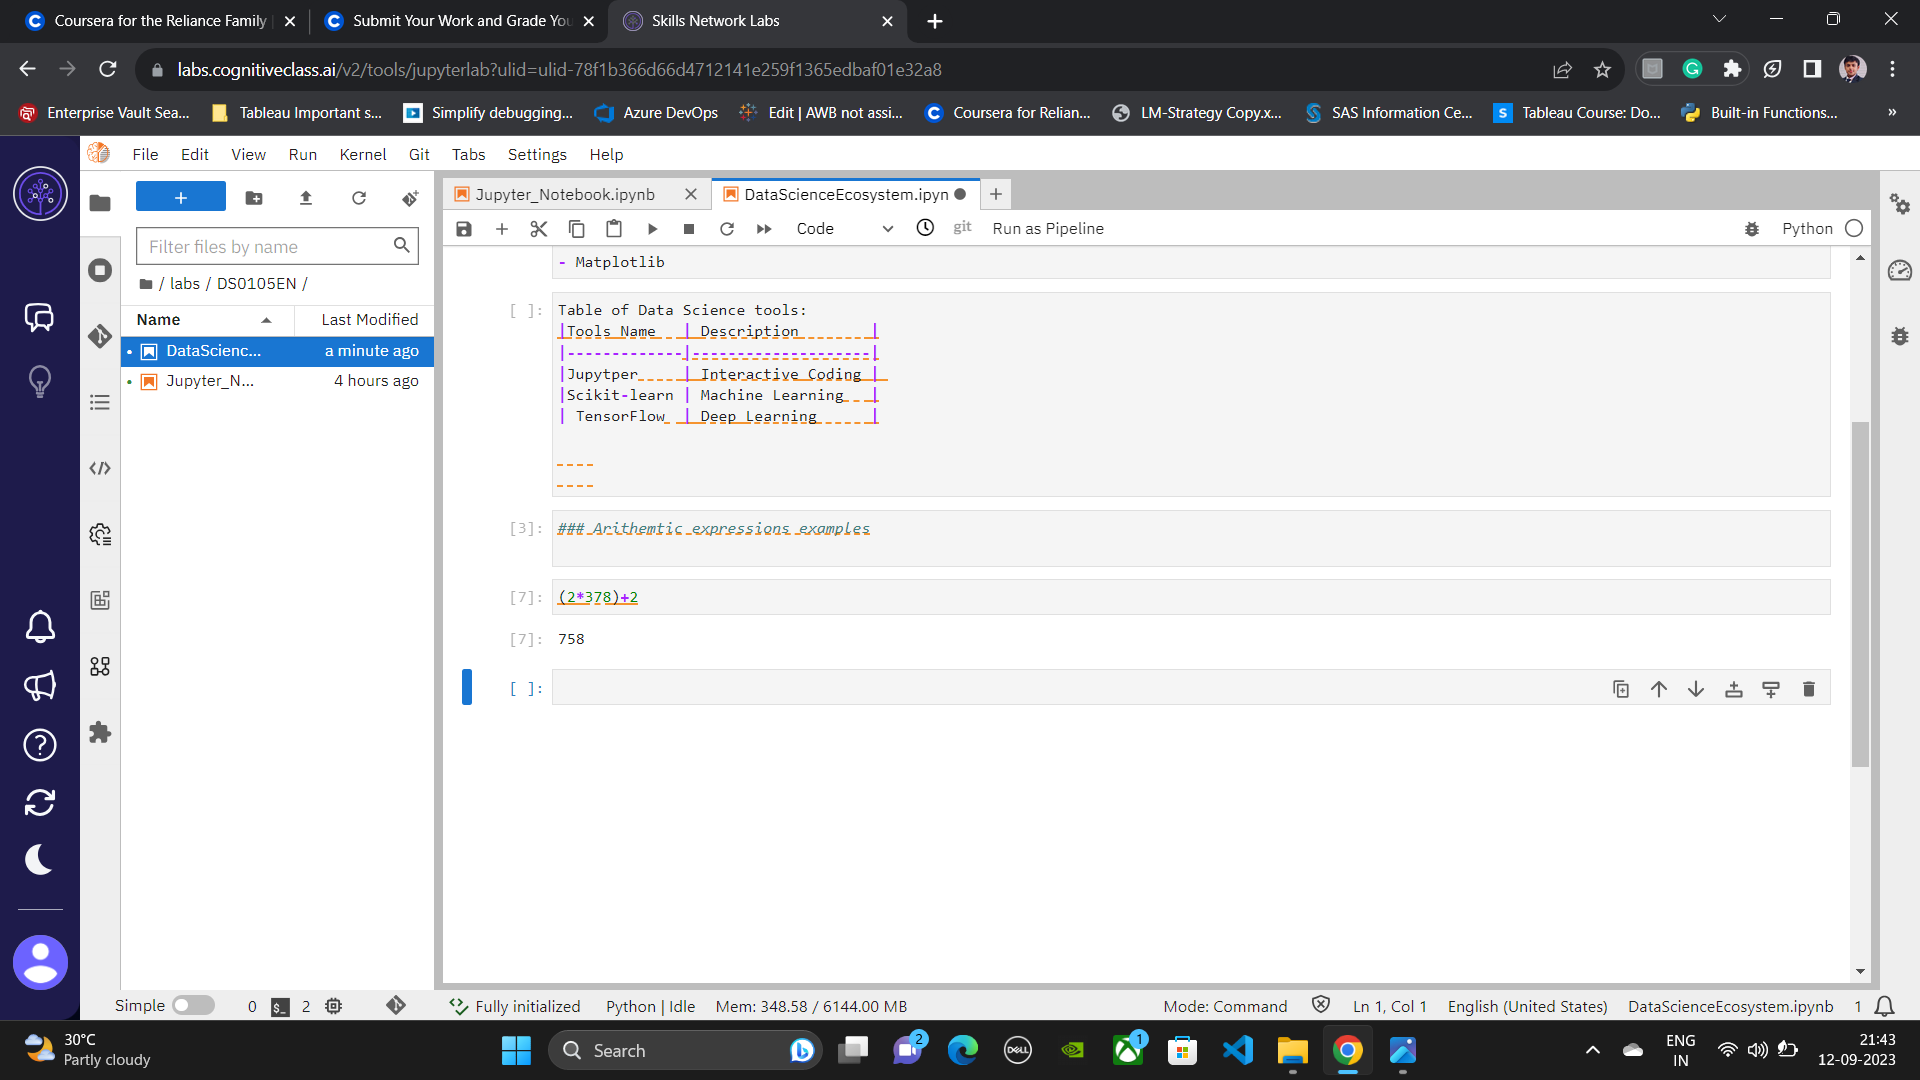 Coursera for the Reliance Family
Submit Your Work and Grade You
Skills Network Labs
labs.cognitiveclass.ai/v2/tools/jupyterlab?ulid=ulid-78f1b366d66d4712141e259f1365edbaf01e32a8
Enterprise Vault Sea...
Tableau Important s...
Simplify debugging...
Azure DevOps
Edit | AWB not assi...
Coursera for Relian...
LM-Strategy Copy.x...
SAS Information Ce...
Tableau Course: Do...
Built-in Functions...
»
File Edit View Run Kernel Git Tabs Settings Help
Jupyter_Notebook.ipynb
DataScienceEcosystem.ipyn
Code
git
Run as Pipeline
Python
Filter files by name
/ labs / DS0105EN /
Name Last Modified
DataScienc... a minute ago
Jupyter_N... 4 hours ago
- Matplotlib
[ ]: Table of Data Science tools:
|Tools Name   | Description        |
|-------------|--------------------|
|Jupytper     | Interactive Coding |
|Scikit-learn | Machine Learning   |
| TensorFlow  | Deep Learning      |
[3]: ### Arithemtic expressions examples
[7]: (2*378)+2
[7]: 758
[ ]:
Simple 0 2 Fully initialized Python | Idle Mem: 348.58 / 6144.00 MB Mode: Command Ln 1, Col 1 English (United States) DataScienceEcosystem.ipynb 1
30°C
Partly cloudy
Search
2
DELL
1
ENG
IN
21:43
12-09-2023